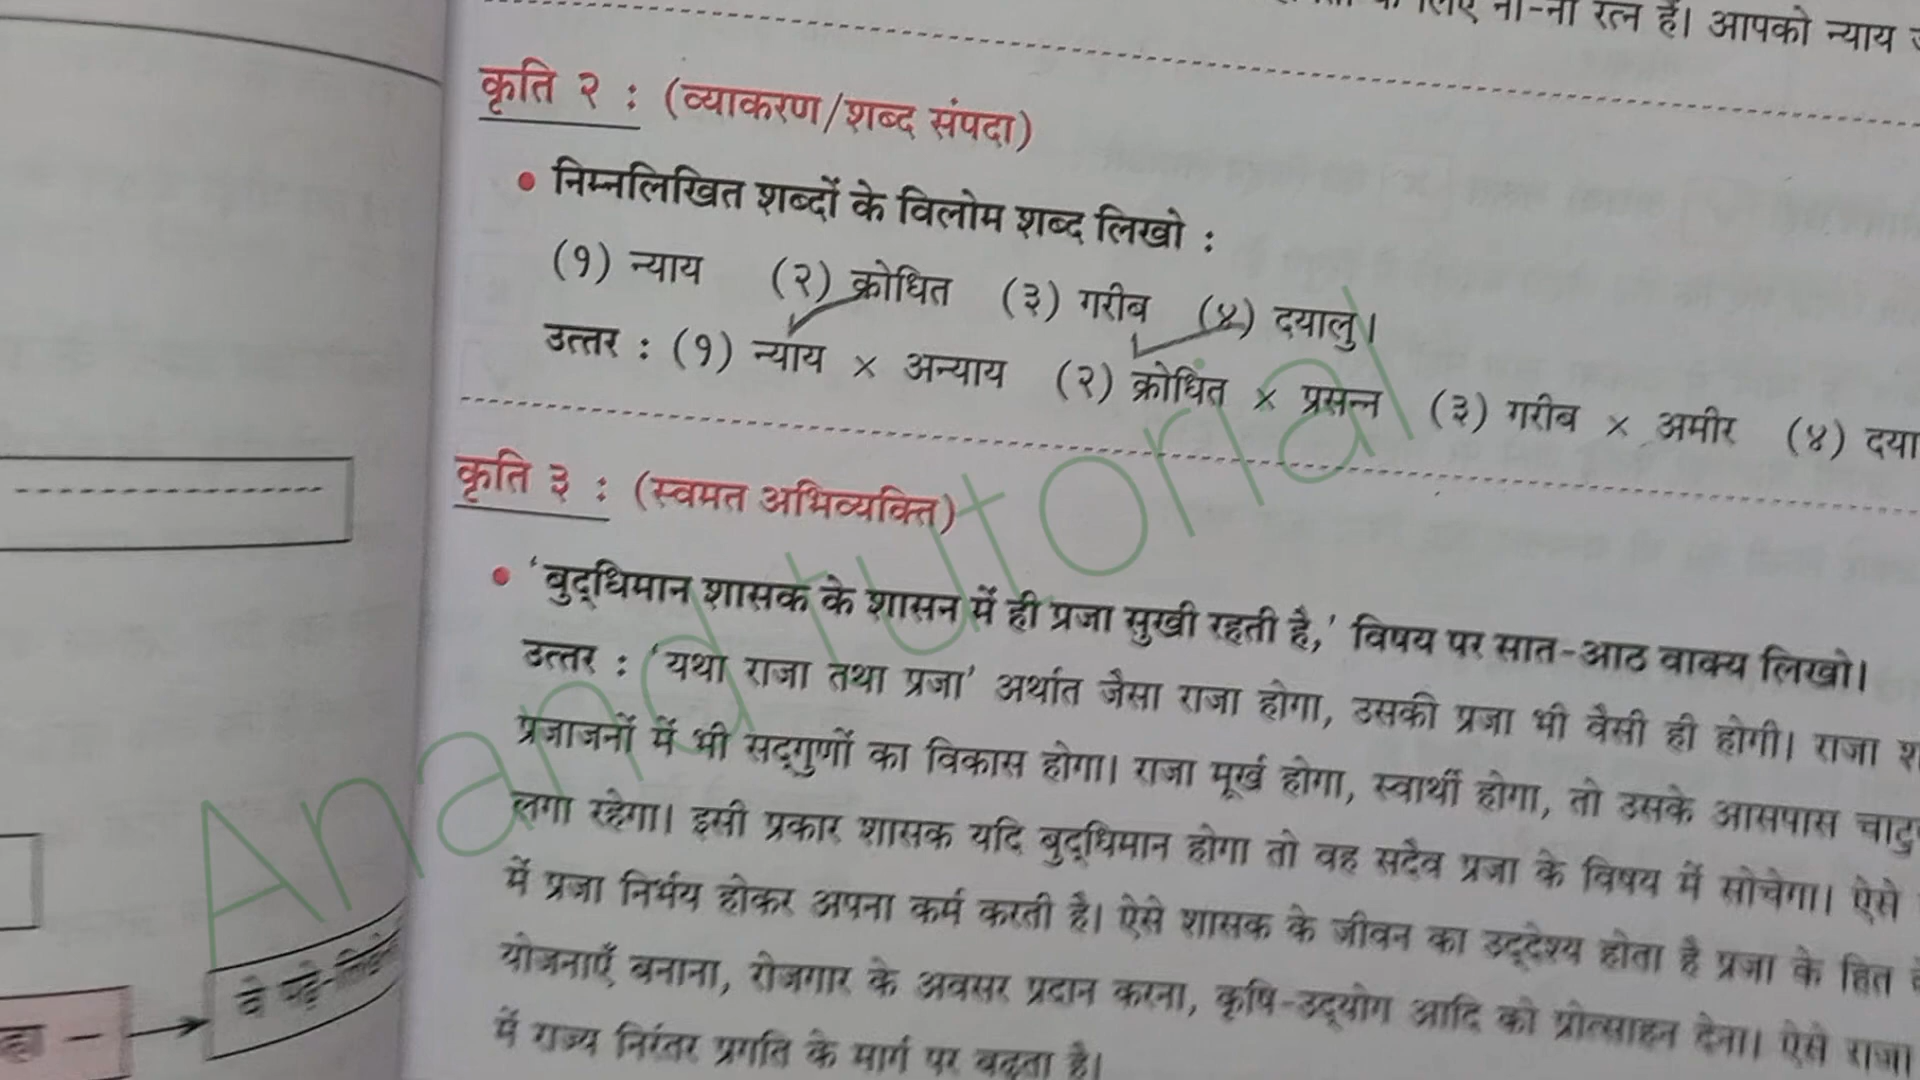 लिए नौ-नौ रत्न हैं। आपको न्याय
कृति २ : (व्याकरण/शब्द संपदा)
• निम्नलिखित शब्दों के विलोम शब्द लिखो :
(१) न्याय (२) क्रोधित (३) गरीब (४) दयालु।
उत्तर : (१) न्याय × अन्याय (२) क्रोधित × प्रसन्न (३) गरीब × अमीर (४) दया
कृति ३ : (स्वमत अभिव्यक्ति)
• 'बुद्धिमान शासक के शासन में ही प्रजा सुखी रहती है,' विषय पर सात-आठ वाक्य लिखो।
उत्तर : 'यथा राजा तथा प्रजा' अर्थात जैसा राजा होगा, उसकी प्रजा भी वैसी ही होगी। राजा
प्रजाजनों में भी सद्गुणों का विकास होगा। राजा मूर्ख होगा, स्वार्थी होगा, तो उसके आसपास चाटु
लगा रहेगा। इसी प्रकार शासक यदि बुद्धिमान होगा तो वह सदैव प्रजा के विषय में सोचेगा। ऐसे
में प्रजा निर्भय होकर अपना कर्म करती है। ऐसे शासक के जीवन का उद्देश्य होता है प्रजा के हित
योजनाएँ बनाना, रोजगार के अवसर प्रदान करना, कृषि-उद्योग आदि को प्रोत्साहन देना। ऐसे राजा
में राज्य निरंतर प्रगति के मार्ग पर बढ़ता है।
वे पढ़े-
Anand tutorial